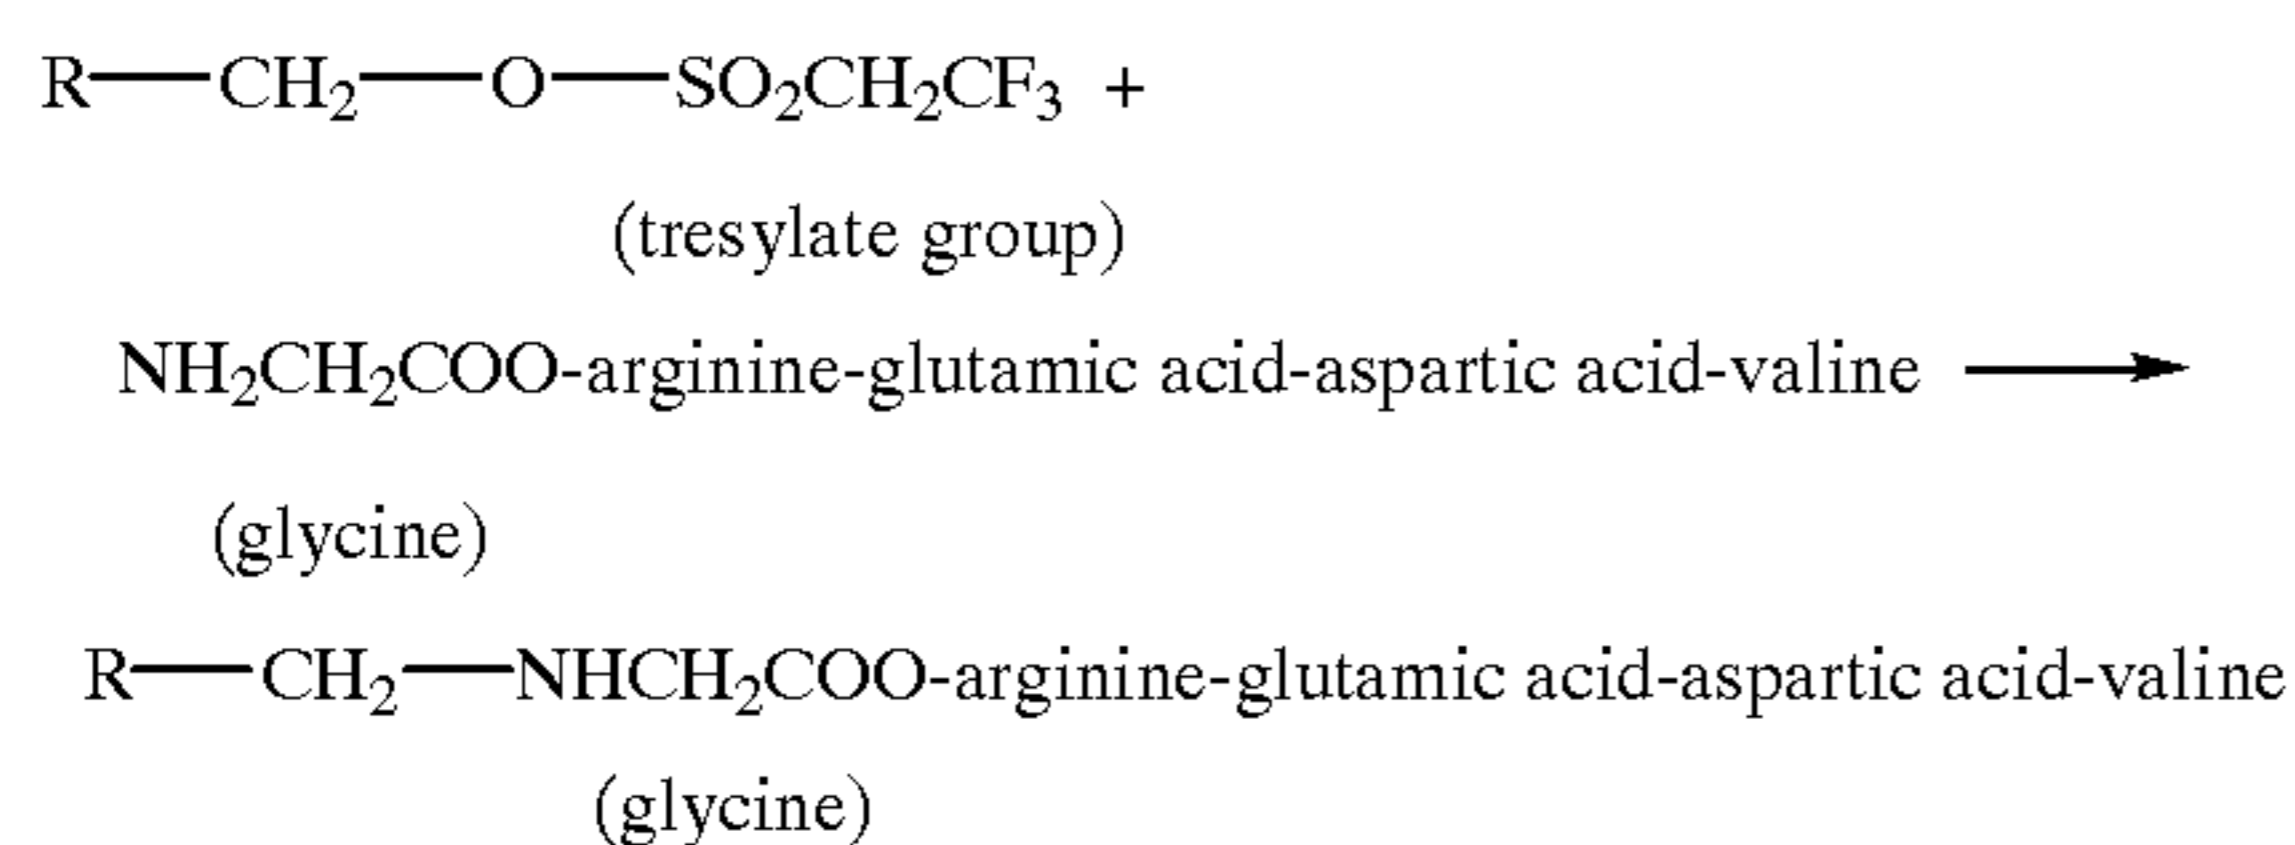 R—CH₂—O—SO₂CH₂CF₃ +
(tresylate group)
NH₂CH₂COO-arginine-glutamic acid-aspartic acid-valine ⟶
(glycine)
R—CH₂—NHCH₂COO-arginine-glutamic acid-aspartic acid-valine
(glycine)